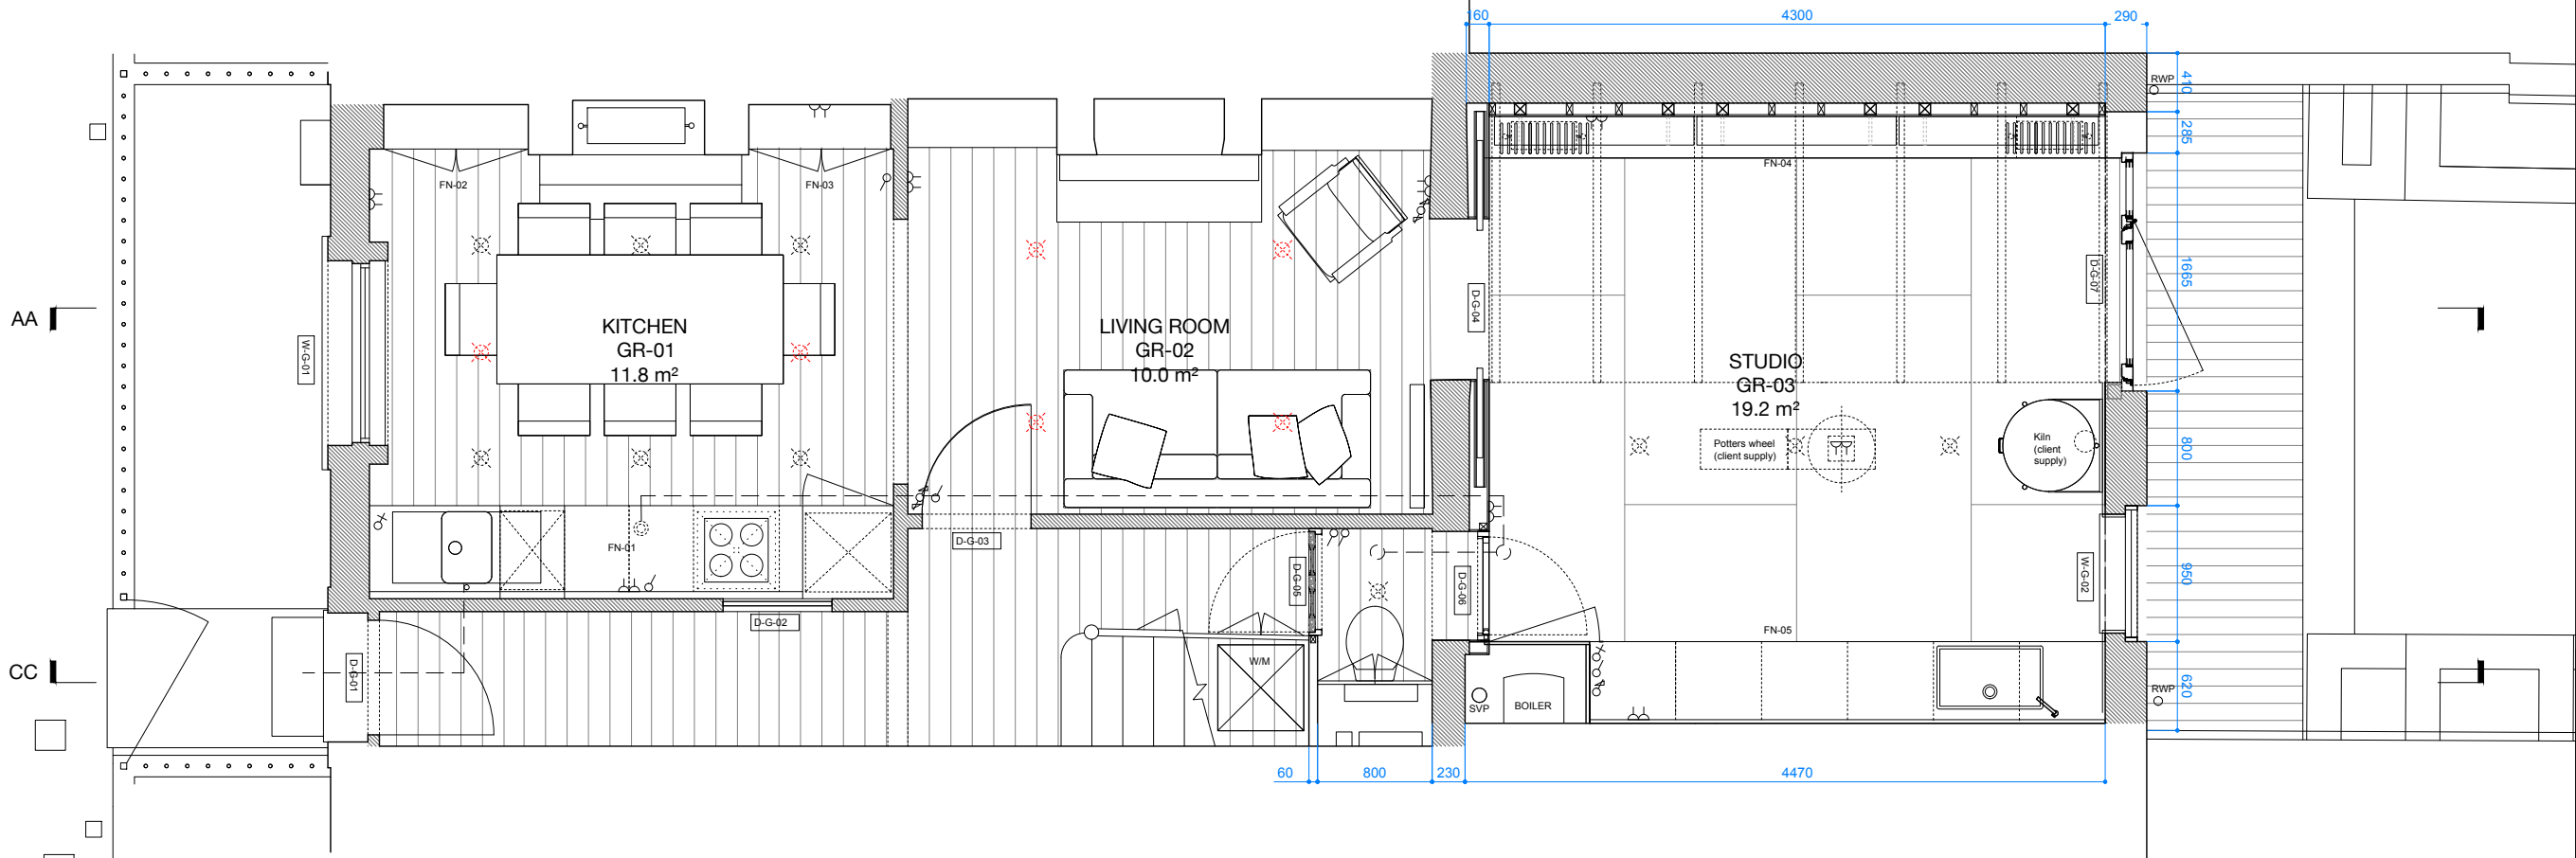 160
4300
290
RWP
410
285
1665
800
950
620
FN-02
FN-03
FN-04
AA
W-G-01
KITCHEN
GR-01
11.8 m²
LIVING ROOM
GR-02
10.0 m²
D-G-04
STUDIO
GR-03
19.2 m²
D-G-07
Potters wheel
(client supply)
Kiln
(client
supply)
FN-01
D-G-03
D-G-05
D-G-06
W-G-02
D-G-02
FN-05
CC
D-G-01
W/M
SVP
BOILER
RWP
60
800
230
4470